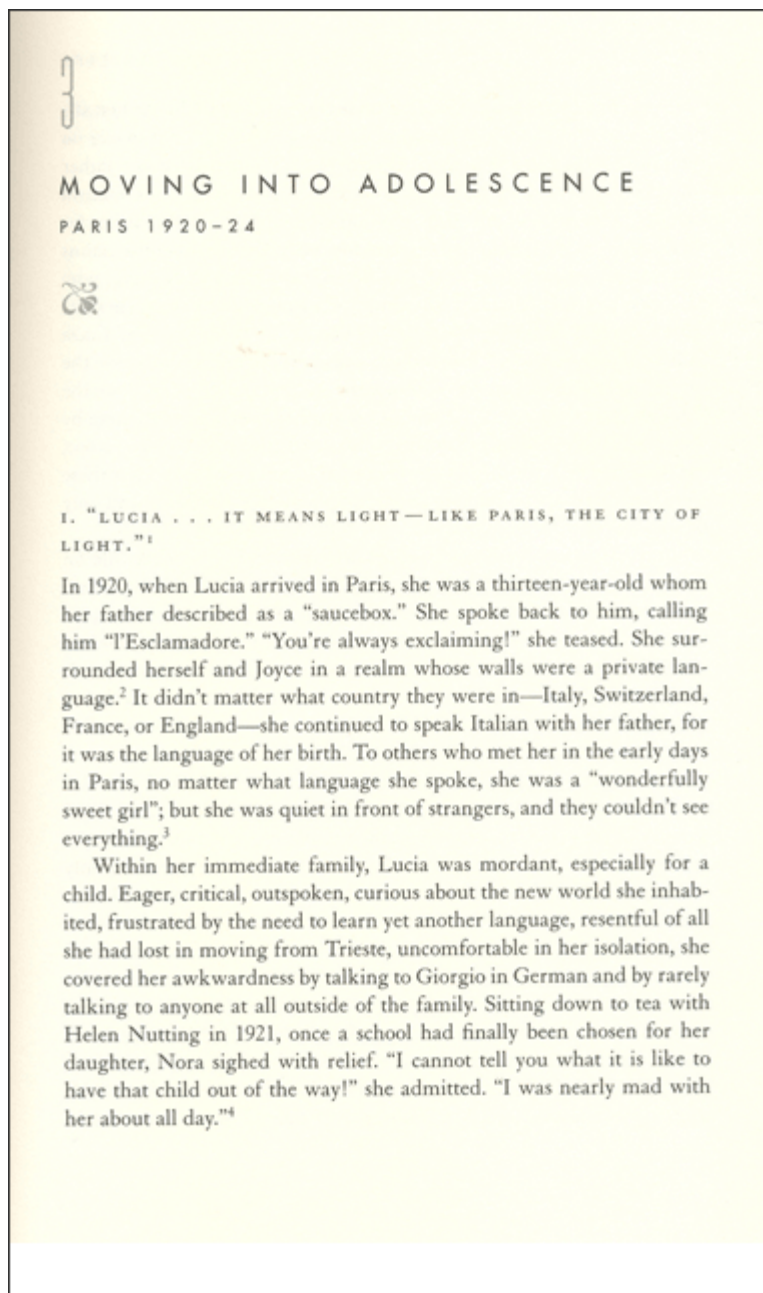 3
MOVING INTO ADOLESCENCE
PARIS 1920–24
I. “LUCIA . . . IT MEANS LIGHT—LIKE PARIS, THE CITY OF
LIGHT.”¹
In 1920, when Lucia arrived in Paris, she was a thirteen-year-old whom
her father described as a “saucebox.” She spoke back to him, calling
him “l’Esclamadore.” “You’re always exclaiming!” she teased. She sur-
rounded herself and Joyce in a realm whose walls were a private lan-
guage.² It didn’t matter what country they were in—Italy, Switzerland,
France, or England—she continued to speak Italian with her father, for
it was the language of her birth. To others who met her in the early days
in Paris, no matter what language she spoke, she was a “wonderfully
sweet girl”; but she was quiet in front of strangers, and they couldn’t see
everything.³
Within her immediate family, Lucia was mordant, especially for a
child. Eager, critical, outspoken, curious about the new world she inhab-
ited, frustrated by the need to learn yet another language, resentful of all
she had lost in moving from Trieste, uncomfortable in her isolation, she
covered her awkwardness by talking to Giorgio in German and by rarely
talking to anyone at all outside of the family. Sitting down to tea with
Helen Nutting in 1921, once a school had finally been chosen for her
daughter, Nora sighed with relief. “I cannot tell you what it is like to
have that child out of the way!” she admitted. “I was nearly mad with
her about all day.”⁴